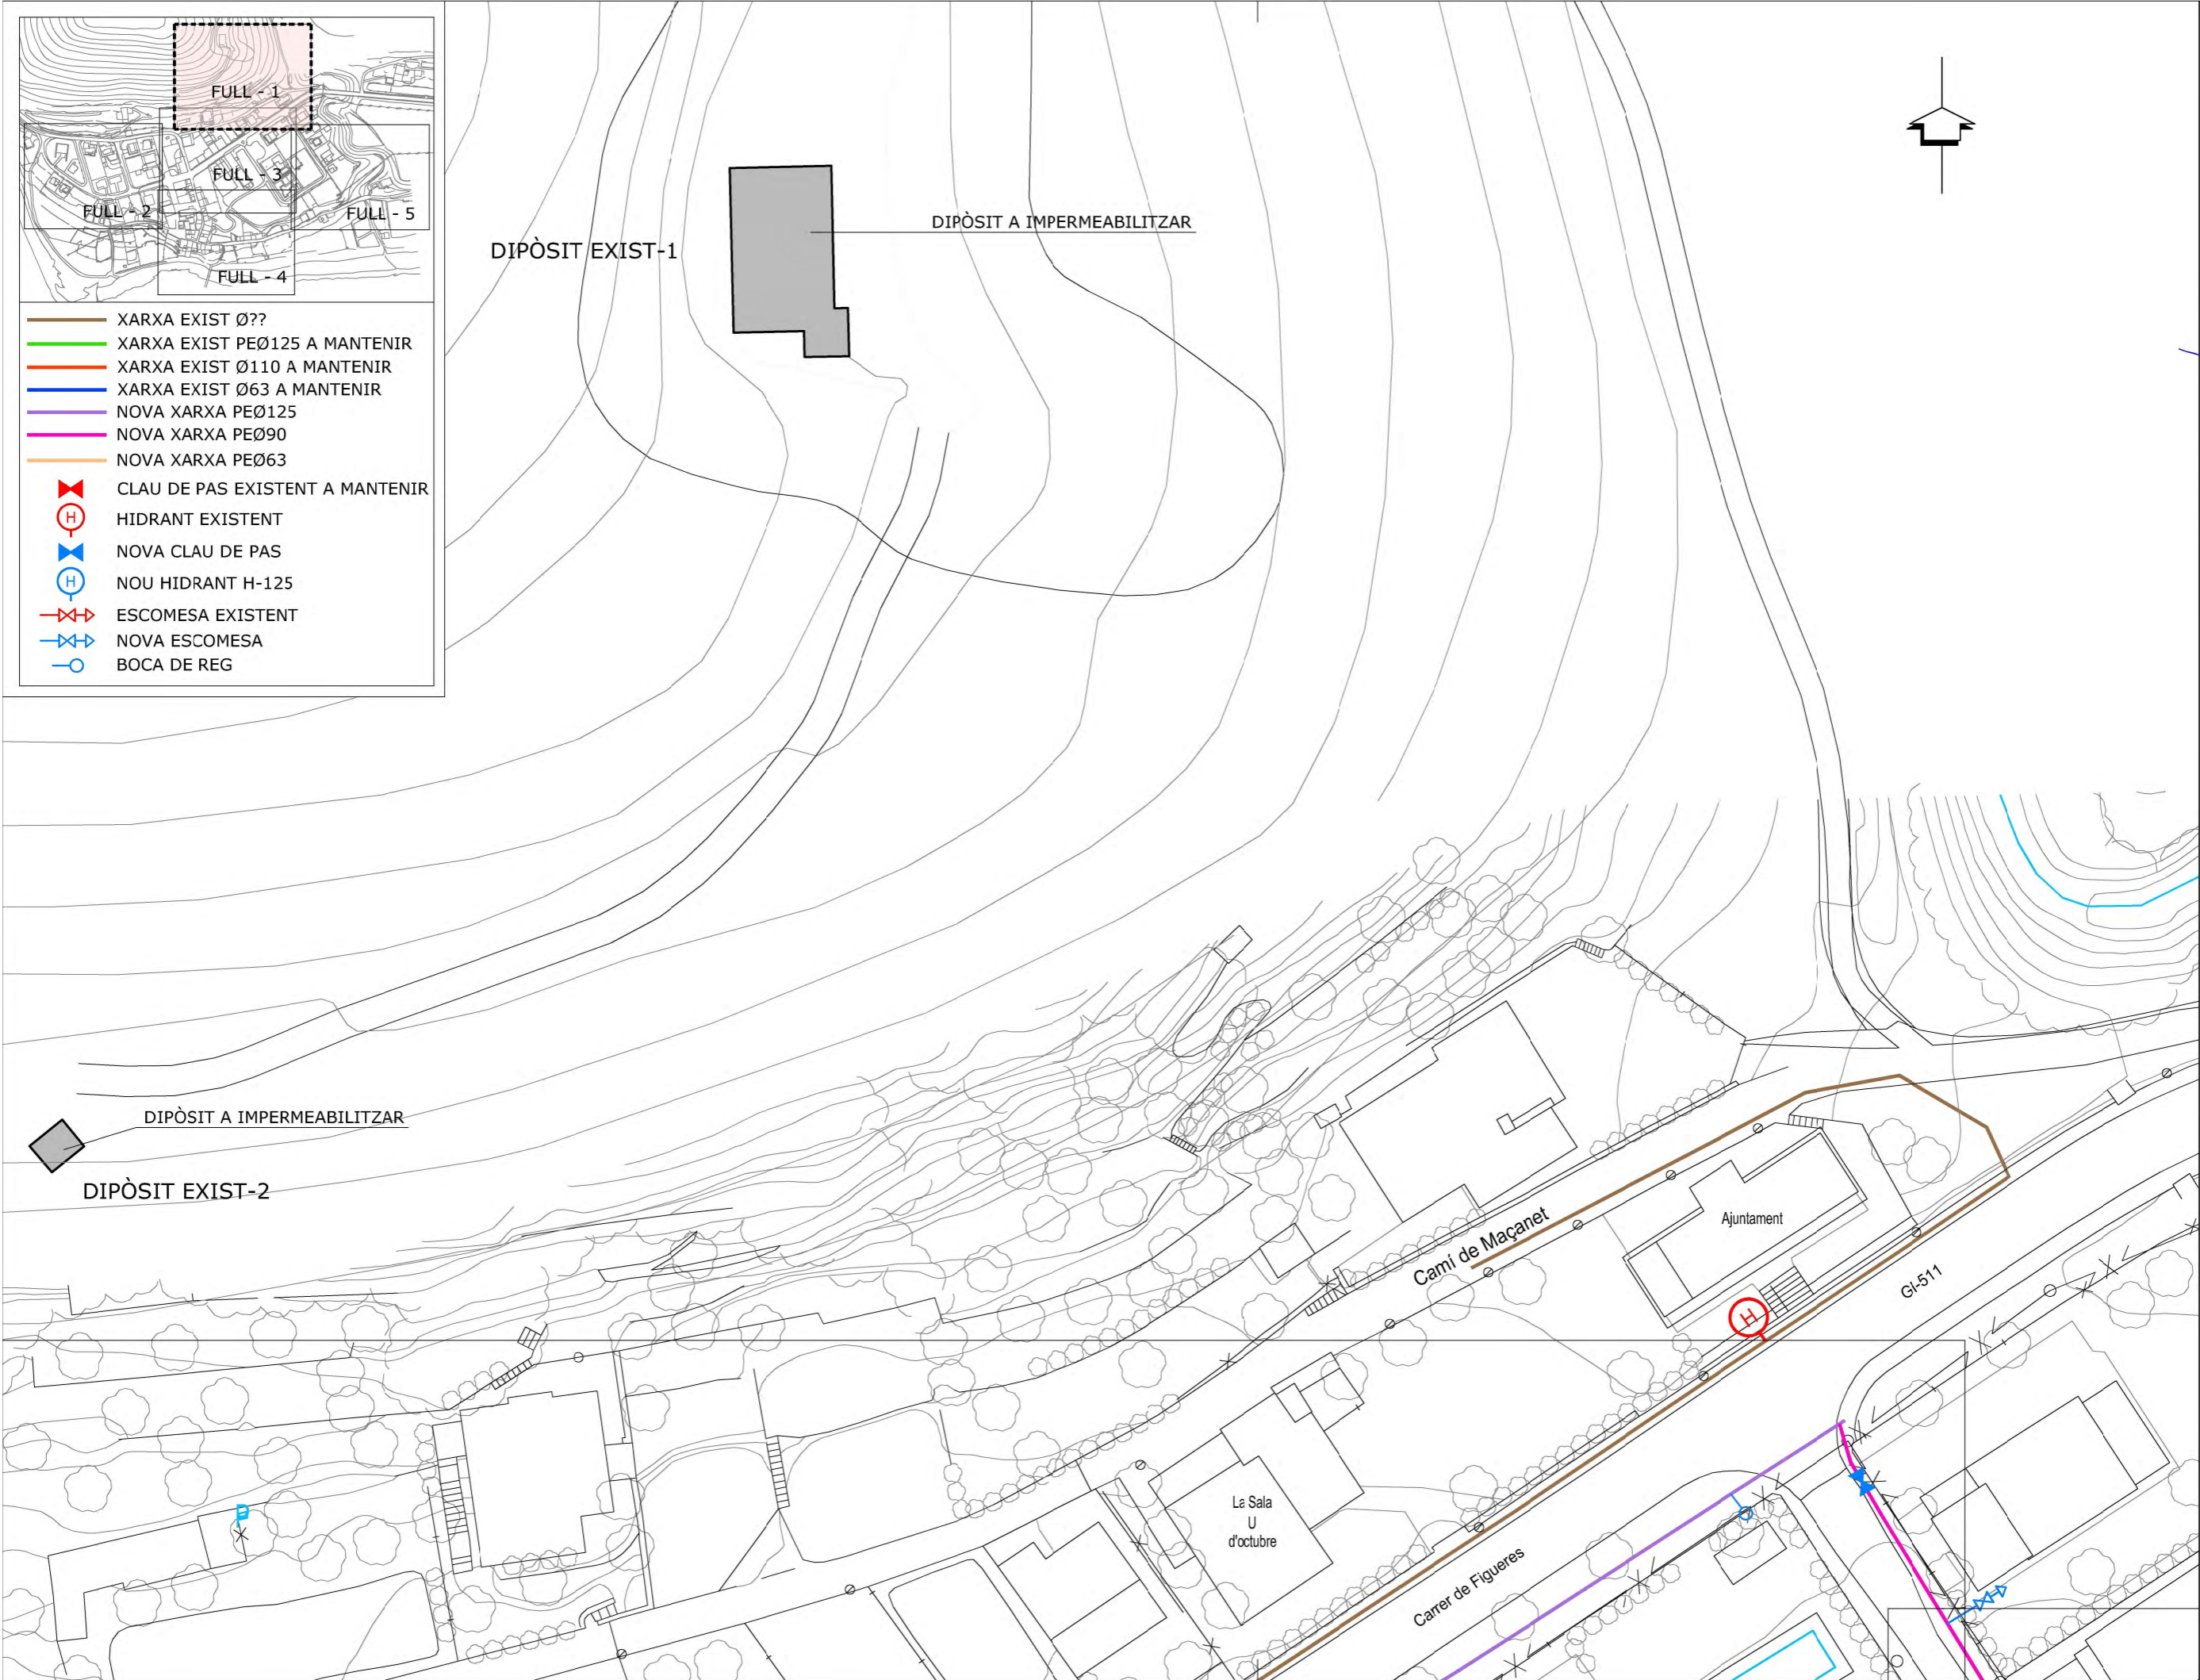 FULL - 1
FULL - 3
FULL - 2
FULL - 5
FULL - 4
XARXA EXIST Ø??
XARXA EXIST PEØ125 A MANTENIR
XARXA EXIST Ø110 A MANTENIR
XARXA EXIST Ø63 A MANTENIR
NOVA XARXA PEØ125
NOVA XARXA PEØ90
NOVA XARXA PEØ63
CLAU DE PAS EXISTENT A MANTENIR
H
HIDRANT EXISTENT
NOVA CLAU DE PAS
H
NOU HIDRANT H-125
ESCOMESA EXISTENT
NOVA ESCOMESA
BOCA DE REG
DIPÒSIT EXIST-1
DIPÒSIT A IMPERMEABILITZAR
DIPÒSIT A IMPERMEABILITZAR
DIPÒSIT EXIST-2
Camí de Maçanet
Ajuntament
GI-511
H
La Sala
U
d'octubre
Carrer de Figueres